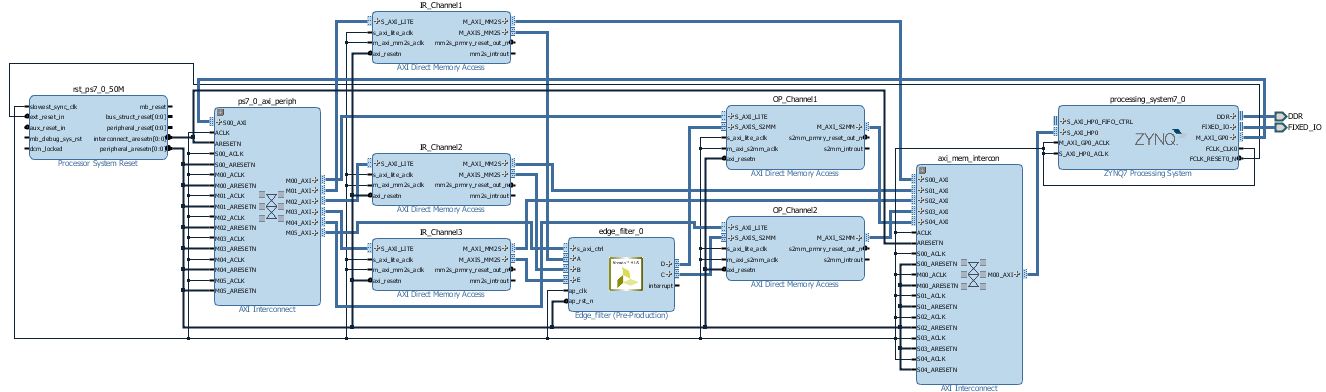 IR_Channel1
S_AXI_LITE
s_axi_lite_aclk
m_axi_mm2s_aclk
axi_resetn
M_AXI_MM2S
M_AXIS_MM2S
mm2s_prmry_reset_out_n
mm2s_introut
AXI Direct Memory Access
rst_ps7_0_50M
slowest_sync_clk
ext_reset_in
aux_reset_in
mb_debug_sys_rst
dcm_locked
mb_reset
bus_struct_reset[0:0]
peripheral_reset[0:0]
interconnect_aresetn[0:0]
peripheral_aresetn[0:0]
Processor System Reset
ps7_0_axi_periph
S00_AXI
ACLK
ARESETN
S00_ACLK
S00_ARESETN
M00_ACLK
M00_ARESETN
M01_ACLK
M01_ARESETN
M02_ACLK
M02_ARESETN
M03_ACLK
M03_ARESETN
M04_ACLK
M04_ARESETN
M05_ACLK
M05_ARESETN
M00_AXI
M01_AXI
M02_AXI
M03_AXI
M04_AXI
M05_AXI
AXI Interconnect
IR_Channel2
S_AXI_LITE
s_axi_lite_aclk
m_axi_mm2s_aclk
axi_resetn
M_AXI_MM2S
M_AXIS_MM2S
mm2s_prmry_reset_out_n
mm2s_introut
AXI Direct Memory Access
IR_Channel3
S_AXI_LITE
s_axi_lite_aclk
m_axi_mm2s_aclk
axi_resetn
M_AXI_MM2S
M_AXIS_MM2S
mm2s_prmry_reset_out_n
mm2s_introut
AXI Direct Memory Access
edge_filter_0
s_axi_ctrl
A
B
E
ap_clk
ap_rst_n
D
C
interrupt
Edge_filter (Pre-Production)
OP_Channel1
S_AXI_LITE
S_AXIS_S2MM
s_axi_lite_aclk
m_axi_s2mm_aclk
axi_resetn
M_AXI_S2MM
s2mm_prmry_reset_out_n
s2mm_introut
AXI Direct Memory Access
OP_Channel2
S_AXI_LITE
S_AXIS_S2MM
s_axi_lite_aclk
m_axi_s2mm_aclk
axi_resetn
M_AXI_S2MM
s2mm_prmry_reset_out_n
s2mm_introut
AXI Direct Memory Access
axi_mem_intercon
S00_AXI
S01_AXI
S02_AXI
S03_AXI
S04_AXI
ACLK
ARESETN
S00_ACLK
S00_ARESETN
M00_ACLK
M00_ARESETN
S01_ACLK
S01_ARESETN
S02_ACLK
S02_ARESETN
S03_ACLK
S03_ARESETN
S04_ACLK
S04_ARESETN
M00_AXI
AXI Interconnect
processing_system7_0
S_AXI_HP0_FIFO_CTRL
S_AXI_HP0
M_AXI_GP0_ACLK
S_AXI_HP0_ACLK
ZYNQ
DDR
FIXED_IO
M_AXI_GP0
FCLK_CLK0
FCLK_RESET0_N
ZYNQ7 Processing System
DDR
FIXED_IO